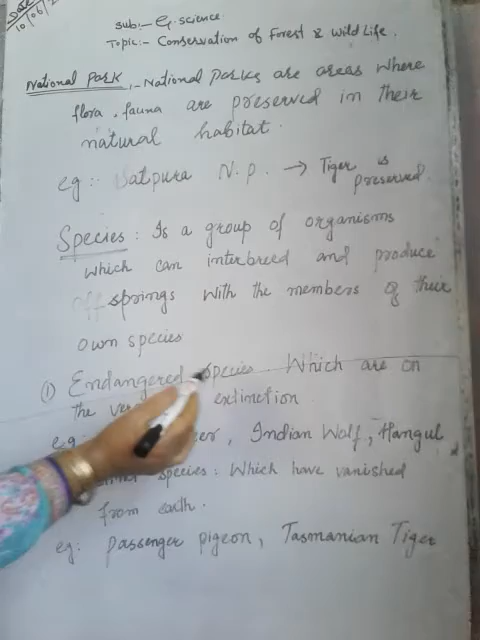 Date
10/06/2
Sub:- G. Science
Topic:- Conservation of Forest & Wild Life.
National Park :- National Parks are areas where
flora, fauna are preserved in their
natural habitat.
eg:- Satpura N.P. → Tiger is
preserved.
Species: Is a group of organisms
which can interbreed and produce
offsprings with the members of their
own species
(1) Endangered Species Which are on
the extinction
eg: Indian Wolf, Hangul
Species: Which have vanished
from earth.
eg: Passenger pigeon, Tasmanian Tiger